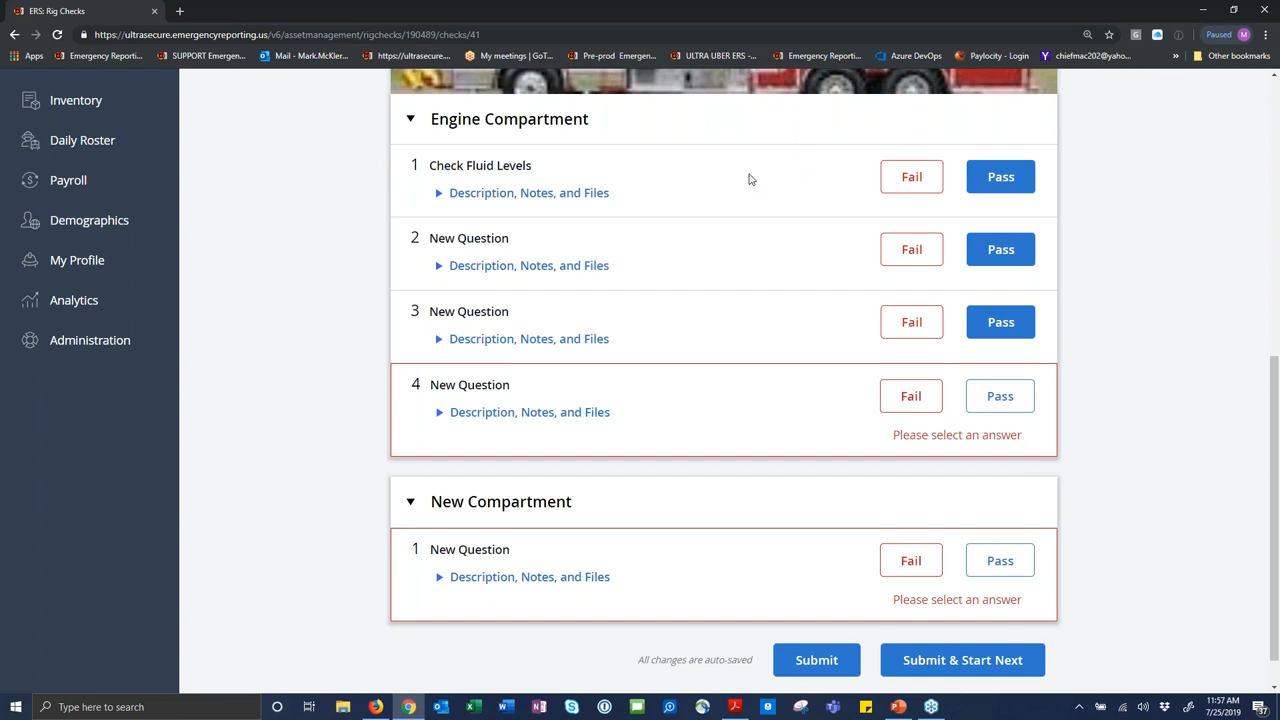 ERS: Rig Checks
https://ultrasecure.emergencyreporting.us/v6/assetmanagement/rigchecks/190489/checks/41
Paused
M
Apps
Emergency Reporti...
SUPPORT Emergen...
https://ultrasecure....
My meetings | GoT...
Pre-prod Emergen...
ULTRA UBER ERS -...
Emergency Reporti...
Azure DevOps
Paylocity - Login
chiefmac202@yaho...
»
Other bookmarks
Inventory
Daily Roster
Payroll
Demographics
My Profile
Analytics
Administration
Engine Compartment
1 Check Fluid Levels
Description, Notes, and Files
Fail
Pass
2 New Question
Description, Notes, and Files
Fail
Pass
3 New Question
Description, Notes, and Files
Fail
Pass
4 New Question
Description, Notes, and Files
Fail
Pass
Please select an answer
New Compartment
1 New Question
Description, Notes, and Files
Fail
Pass
Please select an answer
All changes are auto-saved
Submit
Submit & Start Next
Type here to search
11:57 AM
7/25/2019